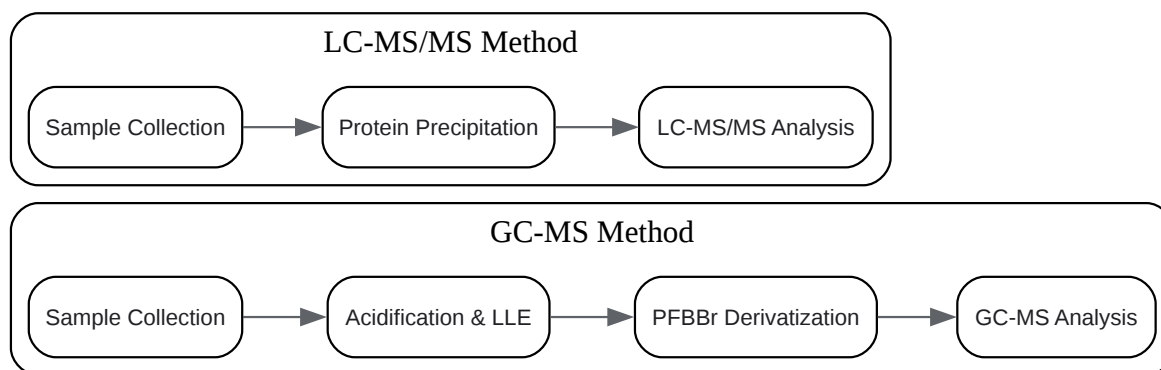 LC-MS/MS Method
Sample Collection
Protein Precipitation
LC-MS/MS Analysis
GC-MS Method
Sample Collection
Acidification & LLE
PFBBr Derivatization
GC-MS Analysis